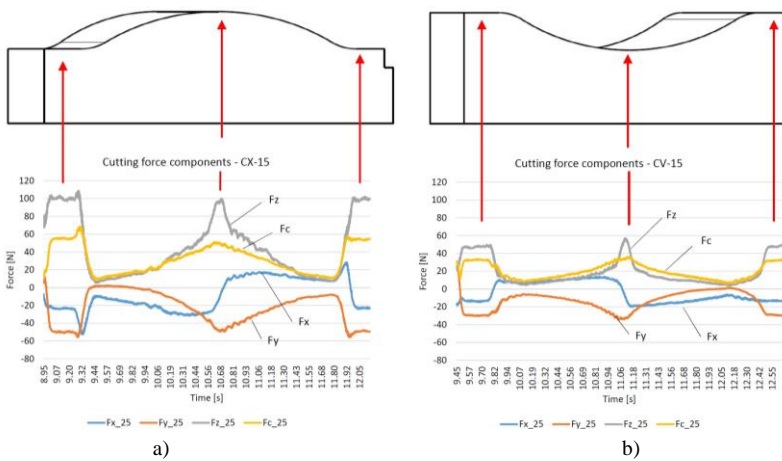 Cutting force components - CX-15
120
100
80
60
40
20
0
-20
-40
-60
-80
Force [N]
Fz
Fc
Fx
Fy
8.95 9.07 9.20 9.32 9.44 9.57 9.69 9.82 9.94 10.06 10.19 10.31 10.43 10.56 10.68 10.81 10.93 11.06 11.18 11.30 11.43 11.55 11.68 11.80 11.92 12.05
Time [s]
Fx_25 Fy_25 Fz_25 Fc_25
a)
Cutting force components - CV-15
120
100
80
60
40
20
0
-20
-40
-60
-80
Force [N]
Fz
Fc
Fy
Fx
9.45 9.57 9.70 9.82 9.94 10.07 10.19 10.32 10.44 10.57 10.69 10.81 10.94 11.06 11.18 11.31 11.43 11.56 11.68 11.80 11.93 12.05 12.18 12.30 12.42 12.55
Time [s]
Fx_25 Fy_25 Fz_25 Fc_25
b)